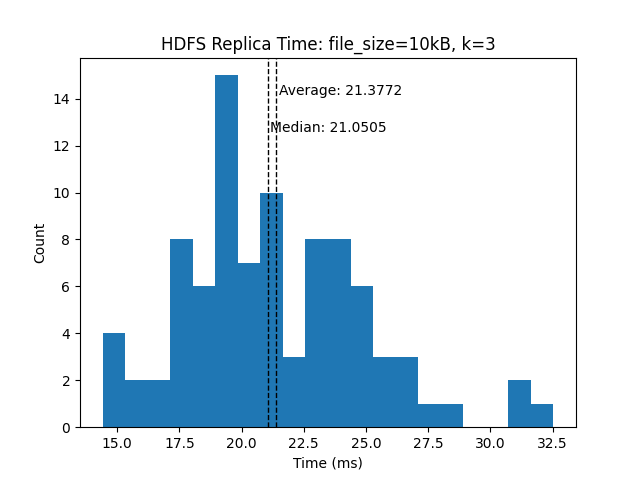 HDFS Replica Time: file_size=10kB, k=3
Average: 21.3772
Median: 21.0505
Count
14
12
10
8
6
4
2
0
15.0 17.5 20.0 22.5 25.0 27.5 30.0 32.5
Time (ms)